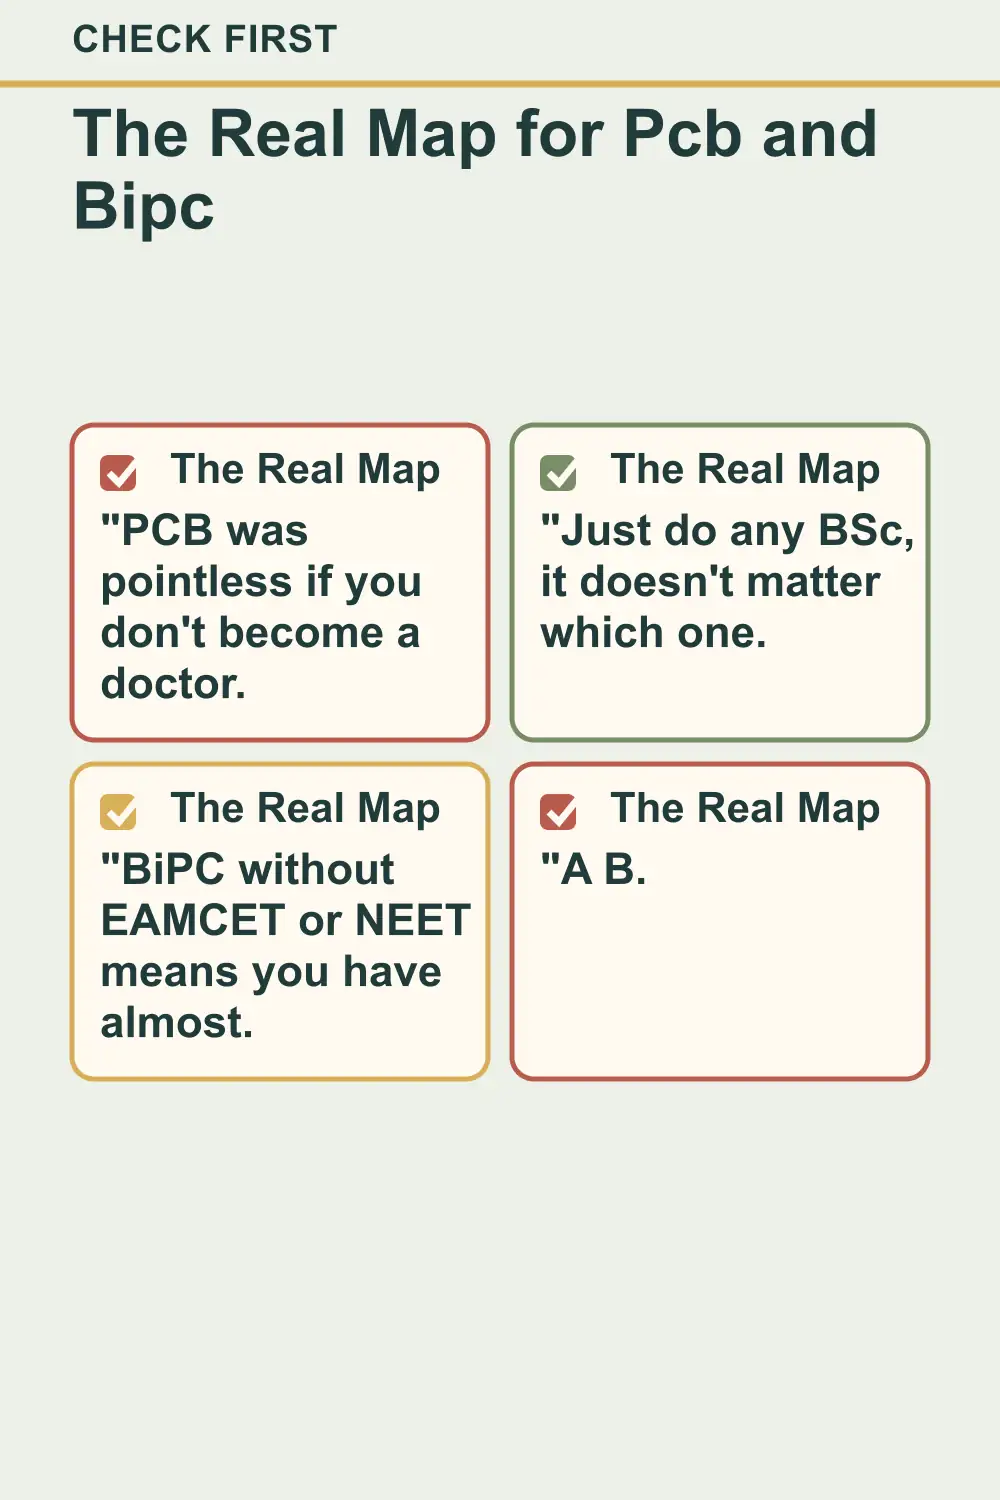 CHECK FIRST
The Real Map for Pcb and
Bipc
The Real Map
"PCB was
pointless if you
don't become a
doctor.
The Real Map
"Just do any BSc,
it doesn't matter
which one.
The Real Map
"BiPC without
EAMCET or NEET
means you have
almost.
The Real Map
"A B.